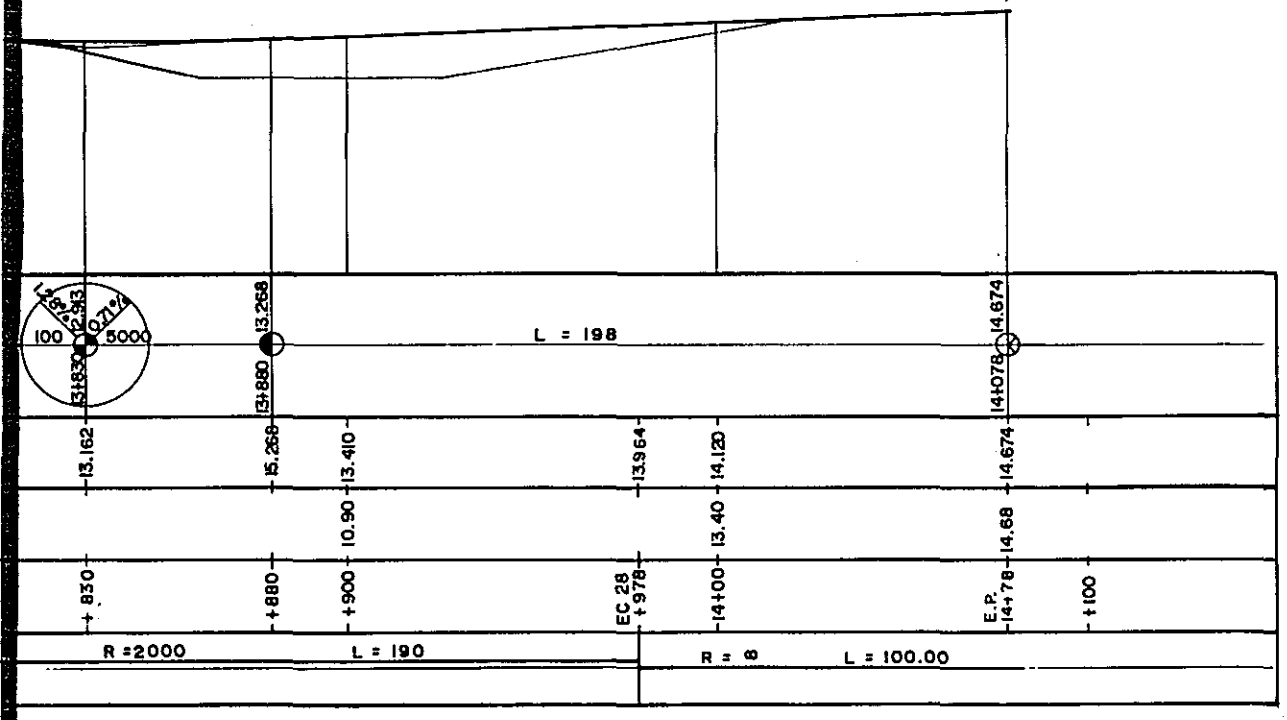 1.28% 12.913 0.71%
100 5000
13+830
13.268
13+880
L = 198
14.674
14+078
13.162 15.268 13.410 13.964 14.120 14.674
10.90 13.40 14.68
+830 +880 +900 EC 28 +978 14+00 E.P. 14+78 +100
R =2000 L = 190 R = ∞ L = 100.00